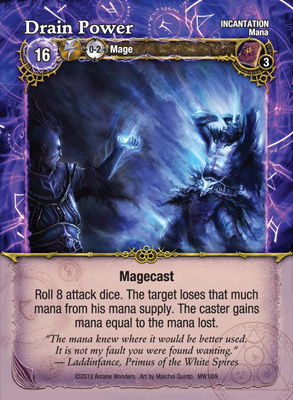 Drain Power
INCANTATION
Mana
16
0-2
Mage
3
Magecast
Roll 8 attack dice. The target loses that much
mana from his mana supply. The caster gains
mana equal to the mana lost.
"The mana knew where it would be better used.
It is not my fault you were found wanting."
— Laddinfance, Primus of the White Spires
©2012 Arcane Wonders. Art by Maichol Quinto. MW1I09